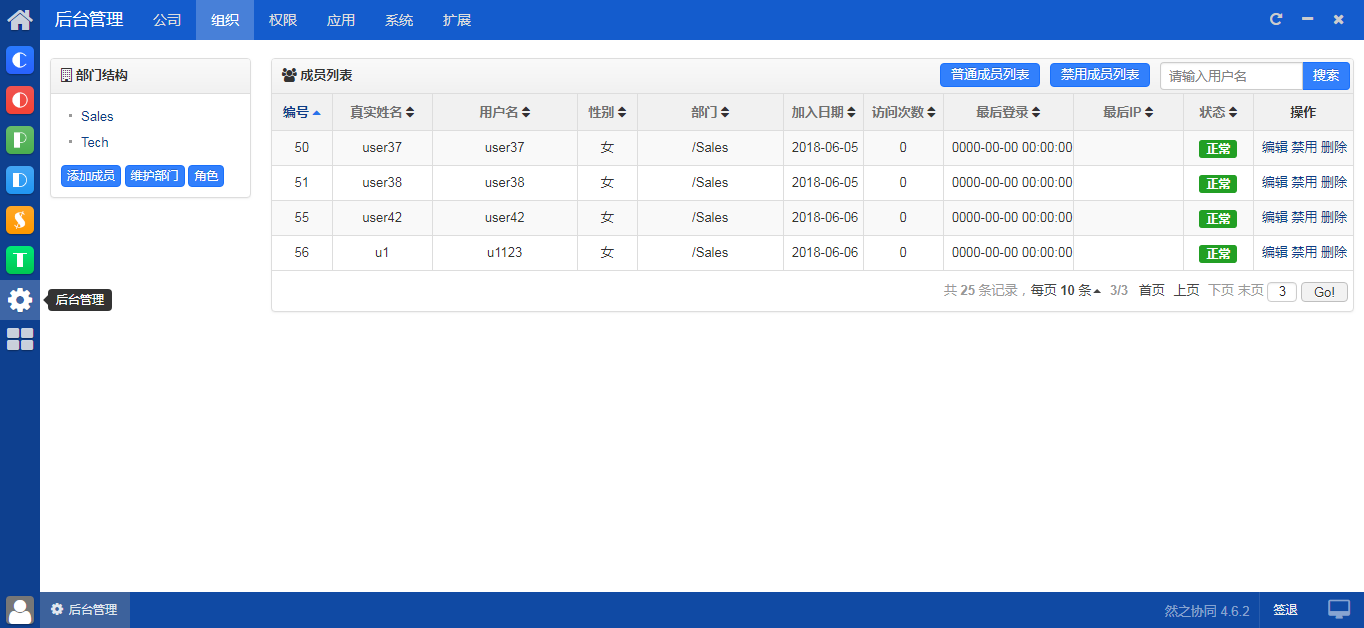 后台管理 公司 组织 权限 应用 系统 扩展
部门结构
Sales
Tech
添加成员 维护部门 角色
成员列表 普通成员列表 禁用成员列表 请输入用户名 搜索
编号 真实姓名 用户名 性别 部门 加入日期 访问次数 最后登录 最后IP 状态 操作
50 user37 user37 女 /Sales 2018-06-05 0 0000-00-00 00:00:00 正常 编辑 禁用 删除
51 user38 user38 女 /Sales 2018-06-05 0 0000-00-00 00:00:00 正常 编辑 禁用 删除
55 user42 user42 女 /Sales 2018-06-06 0 0000-00-00 00:00:00 正常 编辑 禁用 删除
56 u1 u1123 女 /Sales 2018-06-06 0 0000-00-00 00:00:00 正常 编辑 禁用 删除
共 25 条记录，每页 10 条 3/3 首页 上页 下页 末页 3 Go!
C
P
D
S
T
后台管理
后台管理 然之协同 4.6.2 签退